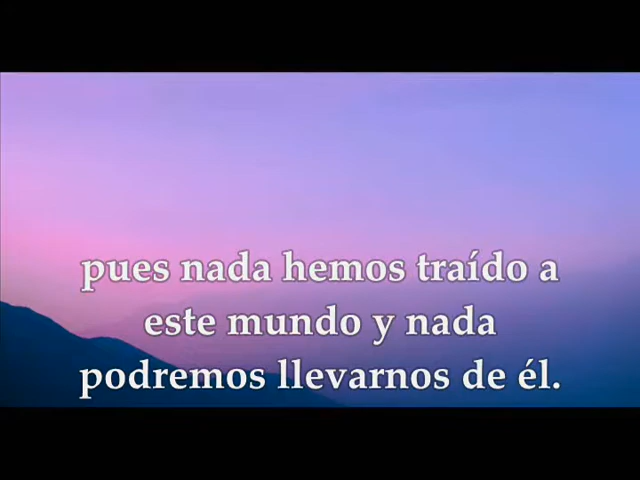 pues nada hemos traído a
este mundo y nada
podremos llevarnos de él.